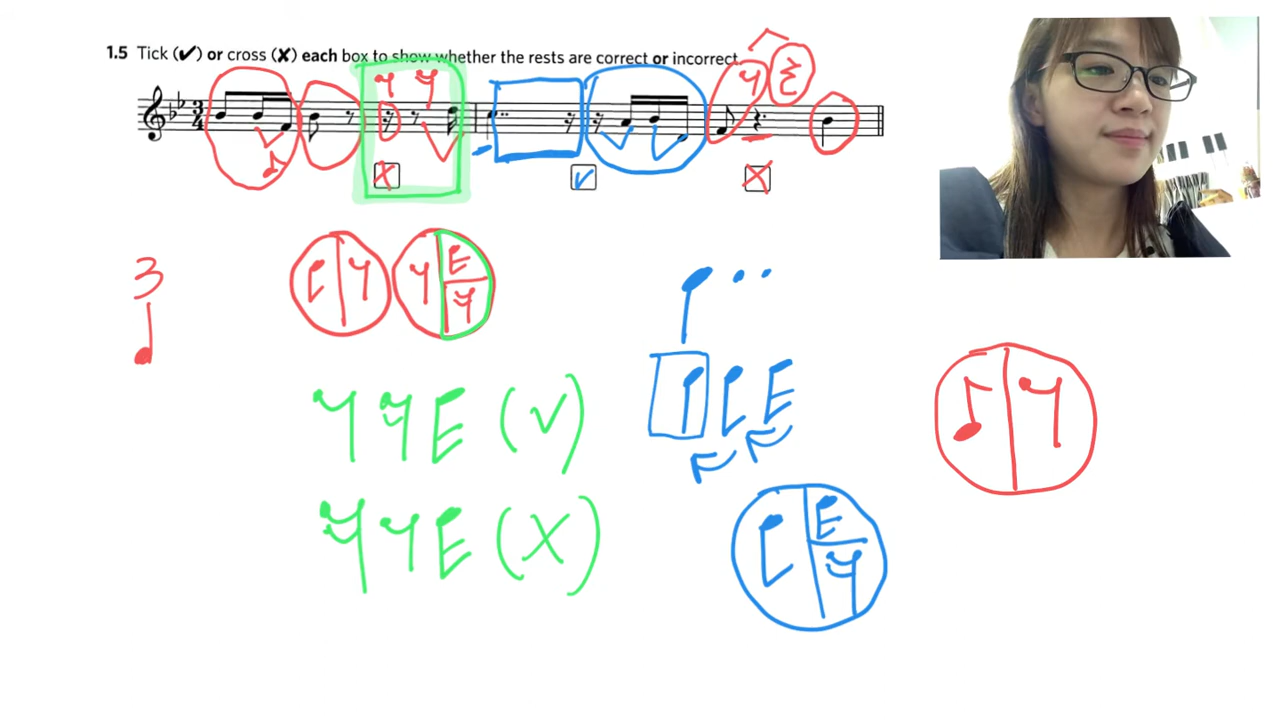 1.5 Tick (✔) or cross (✘) each box to show whether the rests are correct or incorrect.
3
4
X
✓
X
3
(✓)
(X)